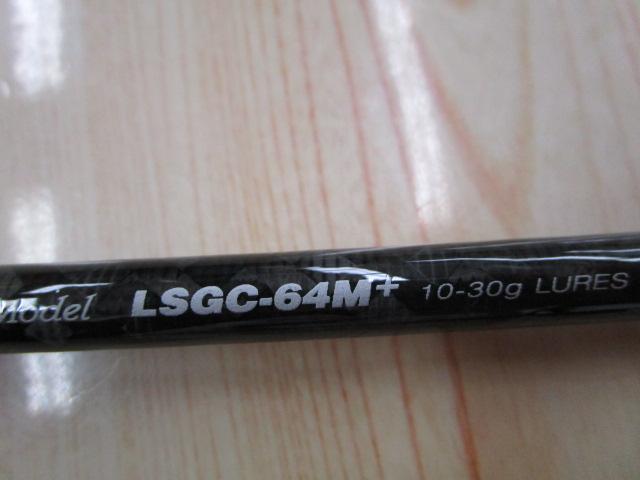 Model LSGC-64M+ 10-30g LURES